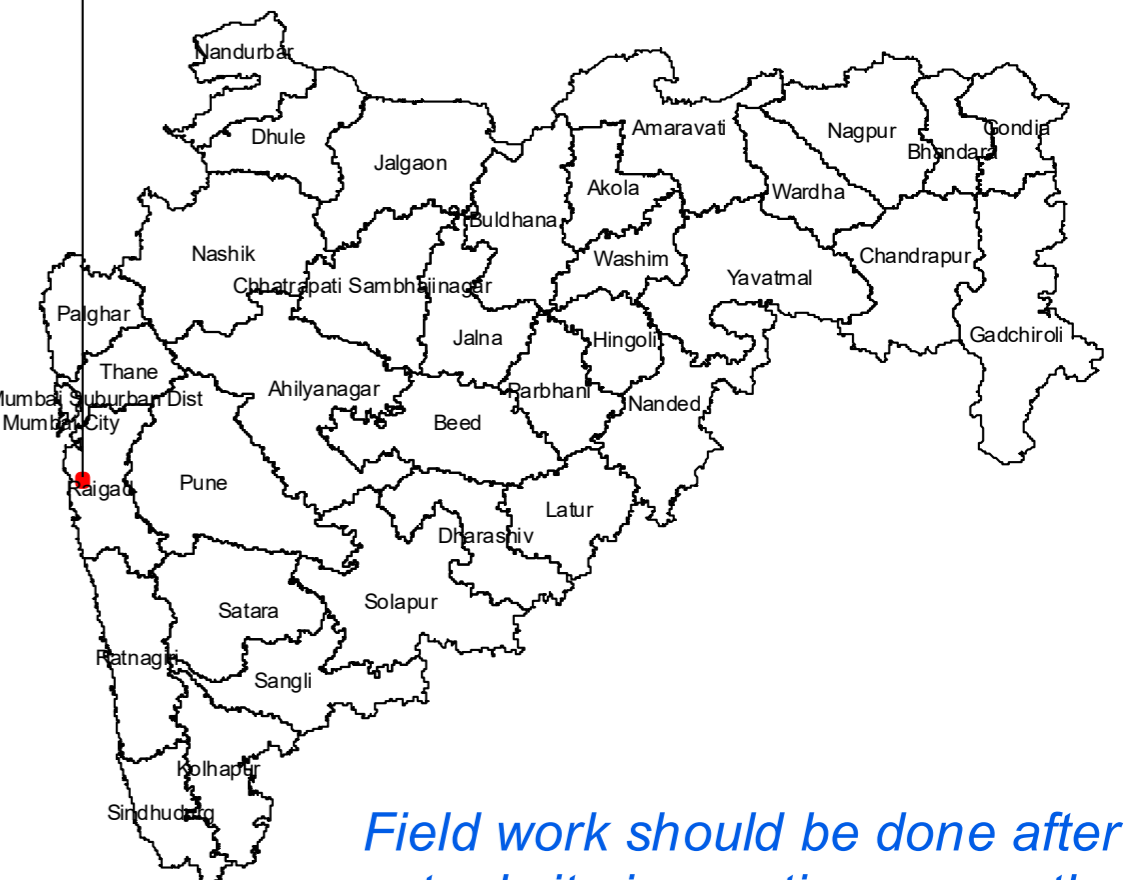 Nandurbar
Dhule
Jalgaon
Amaravati
Nagpur
Gondia
Bhandara
Akola
Wardha
Buldhana
Nashik
Washim
Chandrapur
Yavatmal
Chhatrapati Sambhajinagar
Palghar
Jalna
Hingoli
Gadchiroli
Thane
Ahilyanagar
Parbhani
Mumbai Suburban Dist
Nanded
Mumbai City
Beed
Raigad
Pune
Latur
Dharashiv
Satara
Solapur
Ratnagiri
Sangli
Kolhapur
Sindhudurg
Field work should be done after